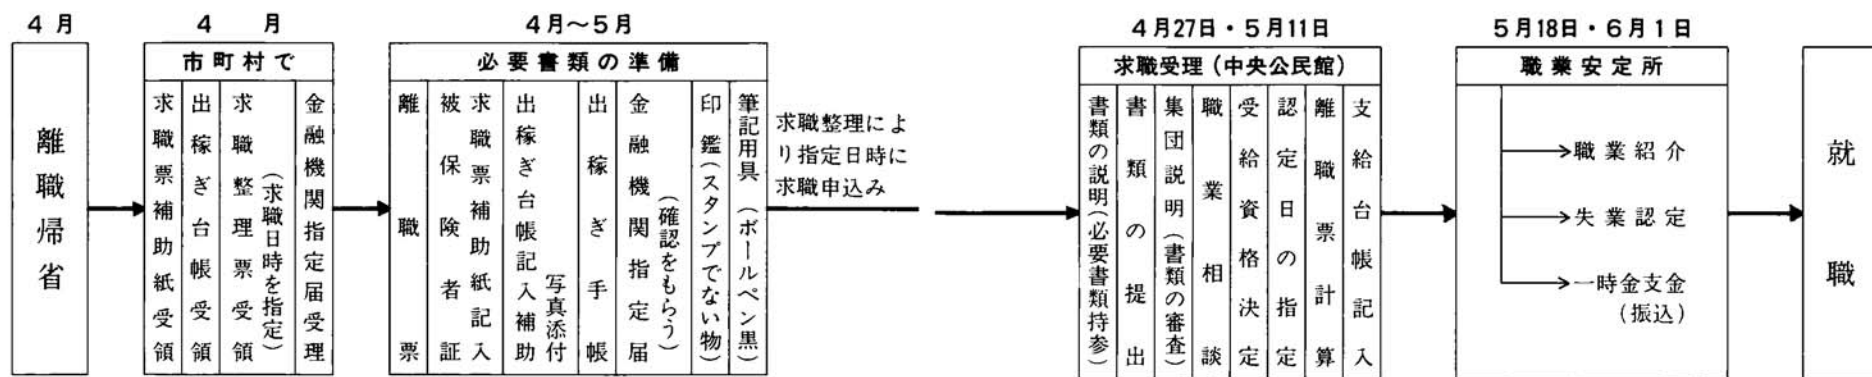 4月
離職帰省
4月
市町村で
求職票補助紙受領
出稼ぎ台帳受領
求職整理票受領
(求職日時を指定)
金融機関指定届受理
4月～5月
必要書類の準備
離職票
被保険者証
求職票補助紙記入
出稼ぎ台帳記入補助
写真添付
出稼ぎ手帳
金融機関指定届
(確認をもらう)
印鑑(スタンプでない物)
筆記用具(ボールペン黒)
求職整理によ
り指定日時に
求職申込み
4月27日・5月11日
求職受理(中央公民館)
書類の説明(必要書類持参)
書類の提出
集団説明(書類の審査)
職業相談
受給資格決定
認定日の指定
離職票計算
支給台帳記入
5月18日・6月1日
職業安定所
職業紹介
失業認定
一時金支金
(振込)
就職